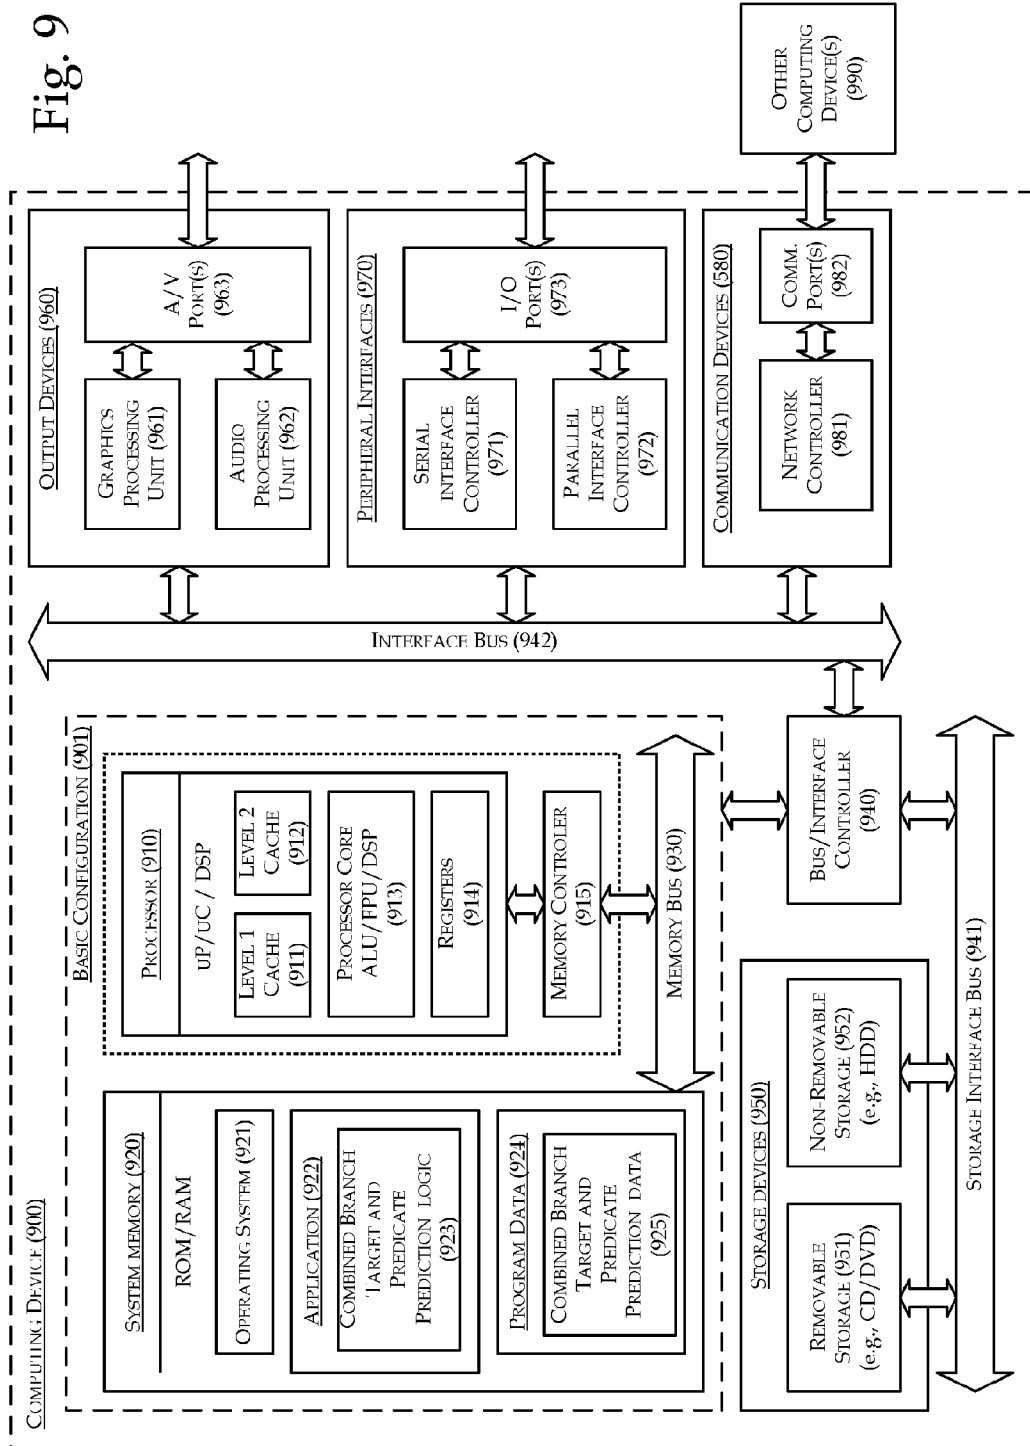 Fig. 9
COMPUTING DEVICE (900)
BASIC CONFIGURATION (901)
SYSTEM MEMORY (920)
ROM/RAM
OPERATING SYSTEM (921)
APPLICATION (922)
COMBINED BRANCH
TARGET AND
PREDICATE
PREDICTION LOGIC
(923)
PROGRAM DATA (924)
COMBINED BRANCH
TARGET AND
PREDICATE
PREDICTION DATA
(925)
PROCESSOR (910)
uP/uC / DSP
LEVEL 1
CACHE
(911)
LEVEL 2
CACHE
(912)
PROCESSOR CORE
ALU/FPU/DSP
(913)
REGISTERS
(914)
MEMORY CONTROLER
(915)
MEMORY BUS (930)
STORAGE DEVICES (950)
REMOVABLE
STORAGE (951)
(e.g., CD/DVD)
NON-REMOVABLE
STORAGE (952)
(e.g., HDD)
BUS/INTERFACE
CONTROLLER
(940)
STORAGE INTERFACE BUS (941)
INTERFACE BUS (942)
OUTPUT DEVICES (960)
GRAPHICS
PROCESSING
UNIT (961)
AUDIO
PROCESSING
UNIT (962)
A/V
PORT(S)
(963)
PERIPHERAL INTERFACES (970)
SERIAL
INTERFACE
CONTROLLER
(971)
PARALLEL
INTERFACE
CONTROLLER
(972)
I/O
PORT(S)
(973)
COMMUNICATION DEVICES (580)
NETWORK
CONTROLLER
(981)
COMM.
PORT(S)
(982)
OTHER
COMPUTING
DEVICE(S)
(990)